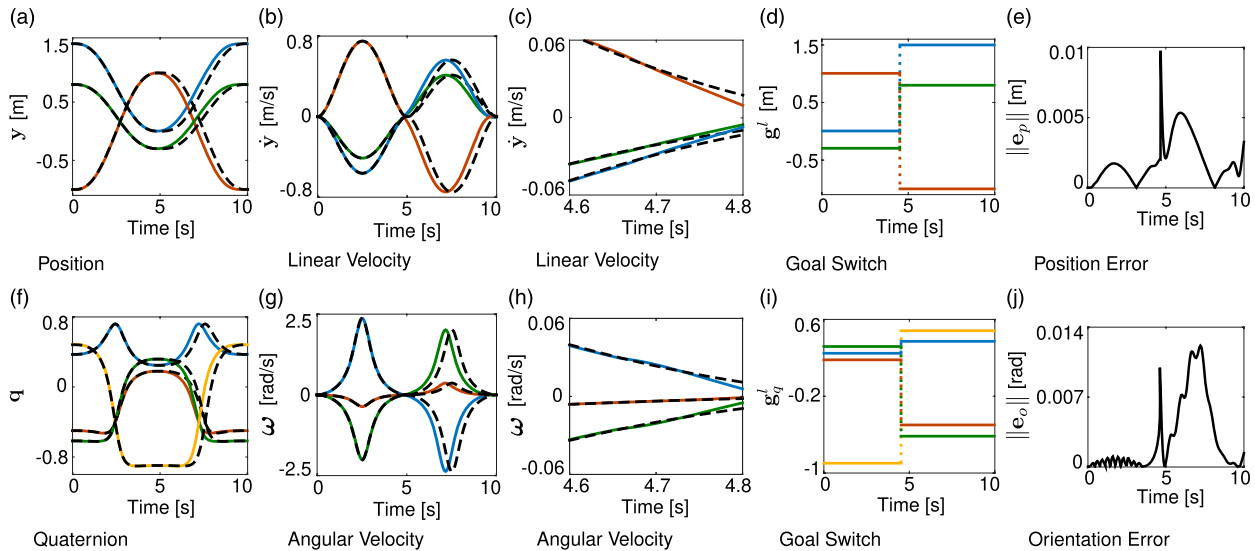 (a)
1.5
0.5
-0.5
y [m]
0
5
10
Time [s]
Position
(b)
0.8
0
-0.8
ẏ [m/s]
0
5
10
Time [s]
Linear Velocity
(c)
0.06
0
-0.06
ẏ [m/s]
4.6
4.7
4.8
Time [s]
Linear Velocity
(d)
1.5
0.5
-0.5
g^l [m]
0
5
10
Time [s]
Goal Switch
(e)
0.01
0.005
0
||e_p|| [m]
5
10
Time [s]
Position Error
(f)
0.8
0
-0.8
q
0
5
10
Time [s]
Quaternion
(g)
2.5
0
-2.5
ω [rad/s]
0
5
10
Time [s]
Angular Velocity
(h)
0.06
0
-0.06
ω [rad/s]
4.6
4.7
4.8
Time [s]
Angular Velocity
(i)
0.6
-0.2
-1
g_q^l
0
5
10
Time [s]
Goal Switch
(j)
0.014
0.007
0
||e_o|| [rad]
0
5
10
Time [s]
Orientation Error